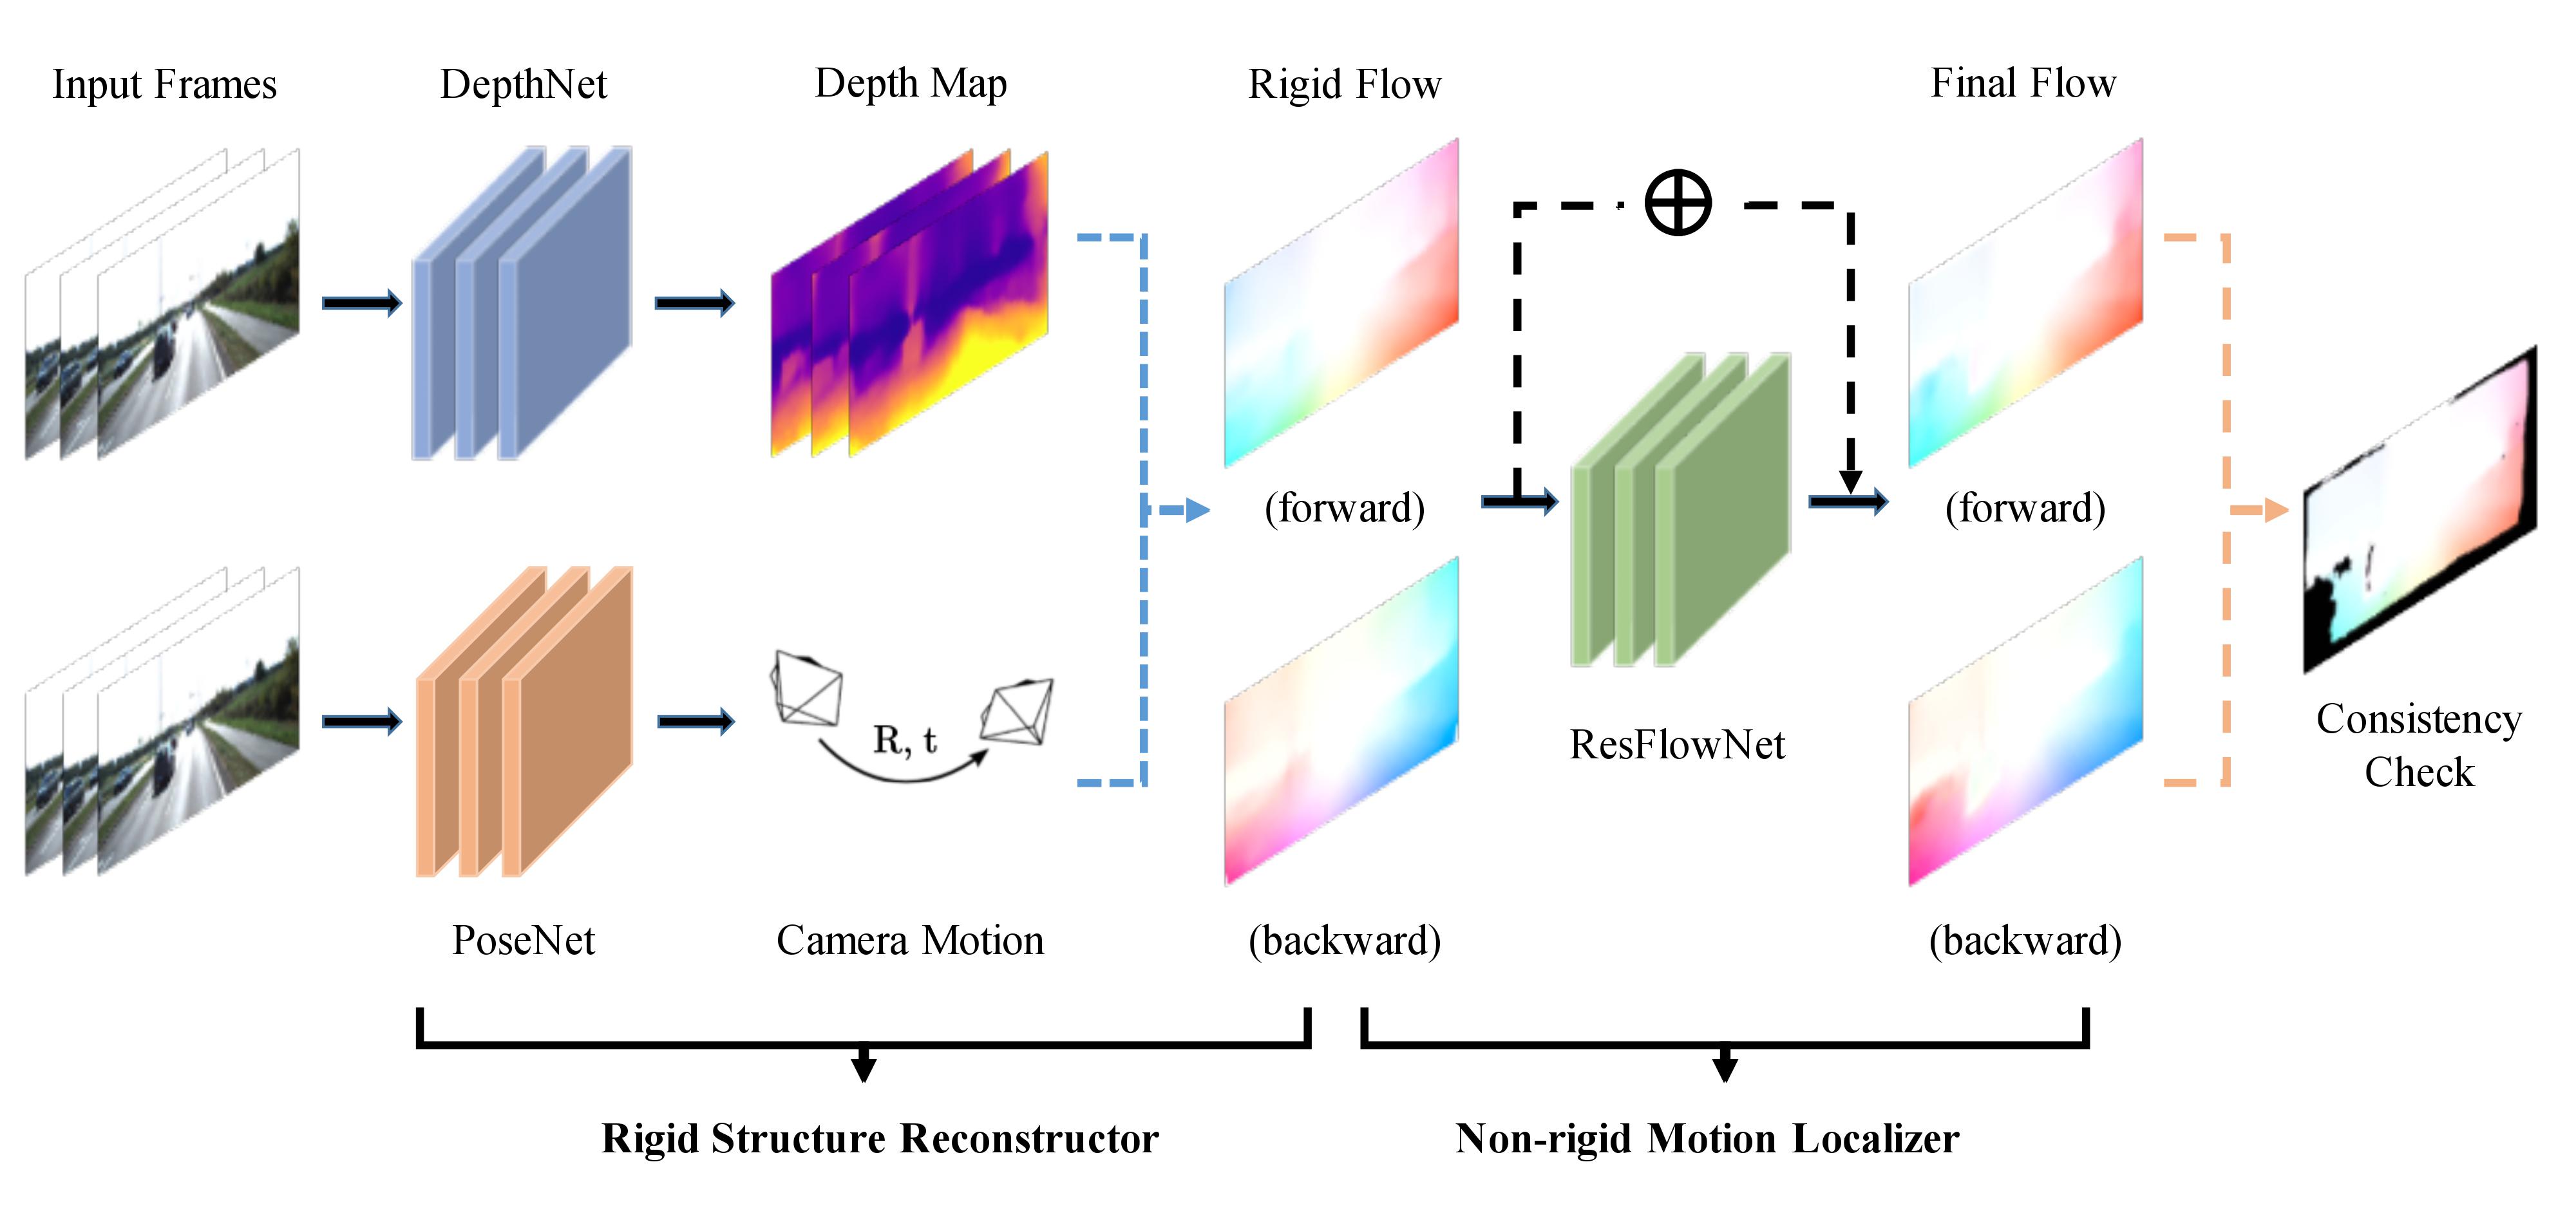 Input Frames
DepthNet
Depth Map
Rigid Flow
Final Flow
(forward)
(forward)
R, t
ResFlowNet
Consistency
Check
PoseNet
Camera Motion
(backward)
(backward)
Rigid Structure Reconstructor
Non-rigid Motion Localizer